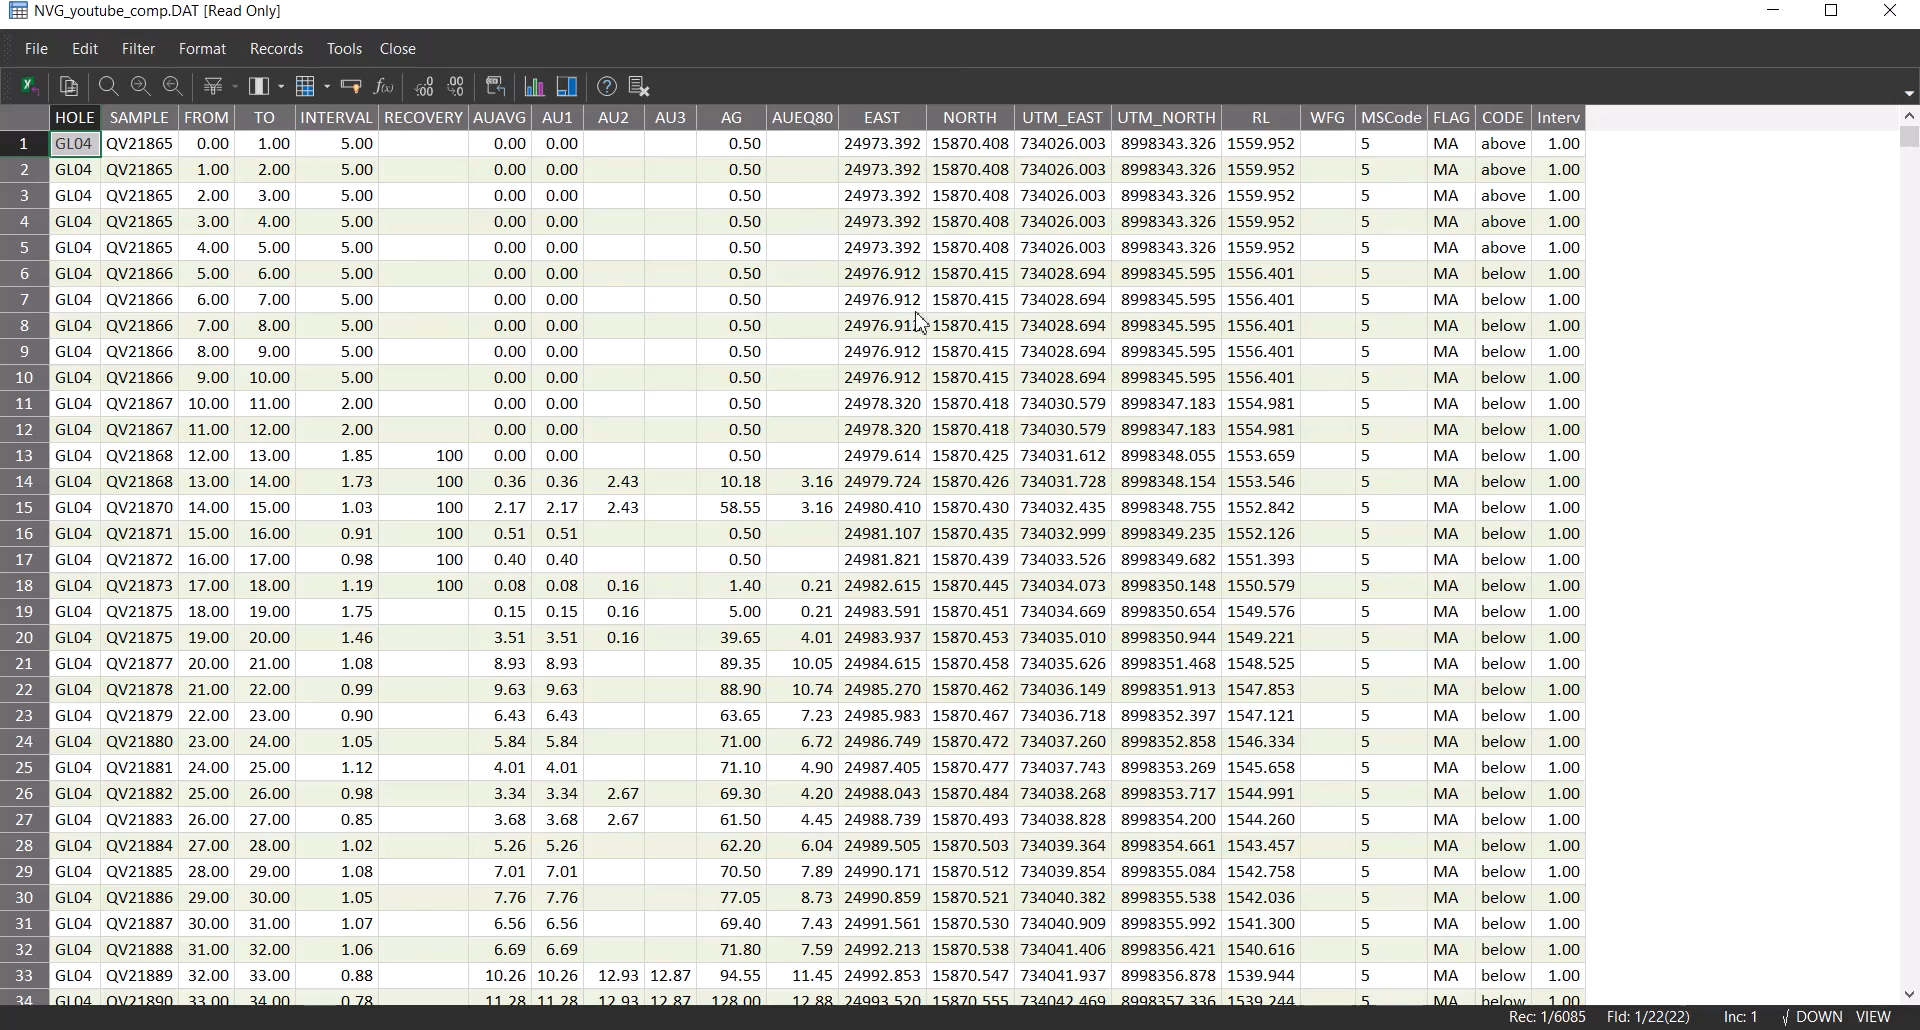 NVG_youtube_comp.DAT [Read Only]
File Edit Filter Format Records Tools Close
HOLE SAMPLE FROM TO INTERVAL RECOVERY AUAVG AU1 AU2 AU3 AG AUEQ80 EAST NORTH UTM_EAST UTM_NORTH RL WFG MSCode FLAG CODE Interv
1 GL04 QV21865 0.00 1.00 5.00 0.00 0.00 0.50 24973.392 15870.408 734026.003 8998343.326 1559.952 5 MA above 1.00
2 GL04 QV21865 1.00 2.00 5.00 0.00 0.00 0.50 24973.392 15870.408 734026.003 8998343.326 1559.952 5 MA above 1.00
3 GL04 QV21865 2.00 3.00 5.00 0.00 0.00 0.50 24973.392 15870.408 734026.003 8998343.326 1559.952 5 MA above 1.00
4 GL04 QV21865 3.00 4.00 5.00 0.00 0.00 0.50 24973.392 15870.408 734026.003 8998343.326 1559.952 5 MA above 1.00
5 GL04 QV21865 4.00 5.00 5.00 0.00 0.00 0.50 24973.392 15870.408 734026.003 8998343.326 1559.952 5 MA above 1.00
6 GL04 QV21866 5.00 6.00 5.00 0.00 0.00 0.50 24976.912 15870.415 734028.694 8998345.595 1556.401 5 MA below 1.00
7 GL04 QV21866 6.00 7.00 5.00 0.00 0.00 0.50 24976.912 15870.415 734028.694 8998345.595 1556.401 5 MA below 1.00
8 GL04 QV21866 7.00 8.00 5.00 0.00 0.00 0.50 24976.912 15870.415 734028.694 8998345.595 1556.401 5 MA below 1.00
9 GL04 QV21866 8.00 9.00 5.00 0.00 0.00 0.50 24976.912 15870.415 734028.694 8998345.595 1556.401 5 MA below 1.00
10 GL04 QV21866 9.00 10.00 5.00 0.00 0.00 0.50 24976.912 15870.415 734028.694 8998345.595 1556.401 5 MA below 1.00
11 GL04 QV21867 10.00 11.00 2.00 0.00 0.00 0.50 24978.320 15870.418 734030.579 8998347.183 1554.981 5 MA below 1.00
12 GL04 QV21867 11.00 12.00 2.00 0.00 0.00 0.50 24978.320 15870.418 734030.579 8998347.183 1554.981 5 MA below 1.00
13 GL04 QV21868 12.00 13.00 1.85 100 0.00 0.00 0.50 24979.614 15870.425 734031.612 8998348.055 1553.659 5 MA below 1.00
14 GL04 QV21868 13.00 14.00 1.73 100 0.36 0.36 2.43 10.18 3.16 24979.724 15870.426 734031.728 8998348.154 1553.546 5 MA below 1.00
15 GL04 QV21870 14.00 15.00 1.03 100 2.17 2.17 2.43 58.55 3.16 24980.410 15870.430 734032.435 8998348.755 1552.842 5 MA below 1.00
16 GL04 QV21871 15.00 16.00 0.91 100 0.51 0.51 0.50 24981.107 15870.435 734032.999 8998349.235 1552.126 5 MA below 1.00
17 GL04 QV21872 16.00 17.00 0.98 100 0.40 0.40 0.50 24981.821 15870.439 734033.526 8998349.682 1551.393 5 MA below 1.00
18 GL04 QV21873 17.00 18.00 1.19 100 0.08 0.08 0.16 1.40 0.21 24982.615 15870.445 734034.073 8998350.148 1550.579 5 MA below 1.00
19 GL04 QV21875 18.00 19.00 1.75 0.15 0.15 0.16 5.00 0.21 24983.591 15870.451 734034.669 8998350.654 1549.576 5 MA below 1.00
20 GL04 QV21875 19.00 20.00 1.46 3.51 3.51 0.16 39.65 4.01 24983.937 15870.453 734035.010 8998350.944 1549.221 5 MA below 1.00
21 GL04 QV21877 20.00 21.00 1.08 8.93 8.93 89.35 10.05 24984.615 15870.458 734035.626 8998351.468 1548.525 5 MA below 1.00
22 GL04 QV21878 21.00 22.00 0.99 9.63 9.63 88.90 10.74 24985.270 15870.462 734036.149 8998351.913 1547.853 5 MA below 1.00
23 GL04 QV21879 22.00 23.00 0.90 6.43 6.43 63.65 7.23 24985.983 15870.467 734036.718 8998352.397 1547.121 5 MA below 1.00
24 GL04 QV21880 23.00 24.00 1.05 5.84 5.84 71.00 6.72 24986.749 15870.472 734037.260 8998352.858 1546.334 5 MA below 1.00
25 GL04 QV21881 24.00 25.00 1.12 4.01 4.01 71.10 4.90 24987.405 15870.477 734037.743 8998353.269 1545.658 5 MA below 1.00
26 GL04 QV21882 25.00 26.00 0.98 3.34 3.34 2.67 69.30 4.20 24988.043 15870.484 734038.268 8998353.717 1544.991 5 MA below 1.00
27 GL04 QV21883 26.00 27.00 0.85 3.68 3.68 2.67 61.50 4.45 24988.739 15870.493 734038.828 8998354.200 1544.260 5 MA below 1.00
28 GL04 QV21884 27.00 28.00 1.02 5.26 5.26 62.20 6.04 24989.505 15870.503 734039.364 8998354.661 1543.457 5 MA below 1.00
29 GL04 QV21885 28.00 29.00 1.08 7.01 7.01 70.50 7.89 24990.171 15870.512 734039.854 8998355.084 1542.758 5 MA below 1.00
30 GL04 QV21886 29.00 30.00 1.05 7.76 7.76 77.05 8.73 24990.859 15870.521 734040.382 8998355.538 1542.036 5 MA below 1.00
31 GL04 QV21887 30.00 31.00 1.07 6.56 6.56 69.40 7.43 24991.561 15870.530 734040.909 8998355.992 1541.300 5 MA below 1.00
32 GL04 QV21888 31.00 32.00 1.06 6.69 6.69 71.80 7.59 24992.213 15870.538 734041.406 8998356.421 1540.616 5 MA below 1.00
33 GL04 QV21889 32.00 33.00 0.88 10.26 10.26 12.93 12.87 94.55 11.45 24992.853 15870.547 734041.937 8998356.878 1539.944 5 MA below 1.00
34 GL04 QV21890 33.00 34.00 0.78 11.28 11.28 12.93 12.87 128.00 12.88 24993.520 15870.555 734042.469 8998357.336 1539.244 5 MA below 1.00
Rec: 1/6085 Fld: 1/22(22) Inc: 1 √ DOWN VIEW